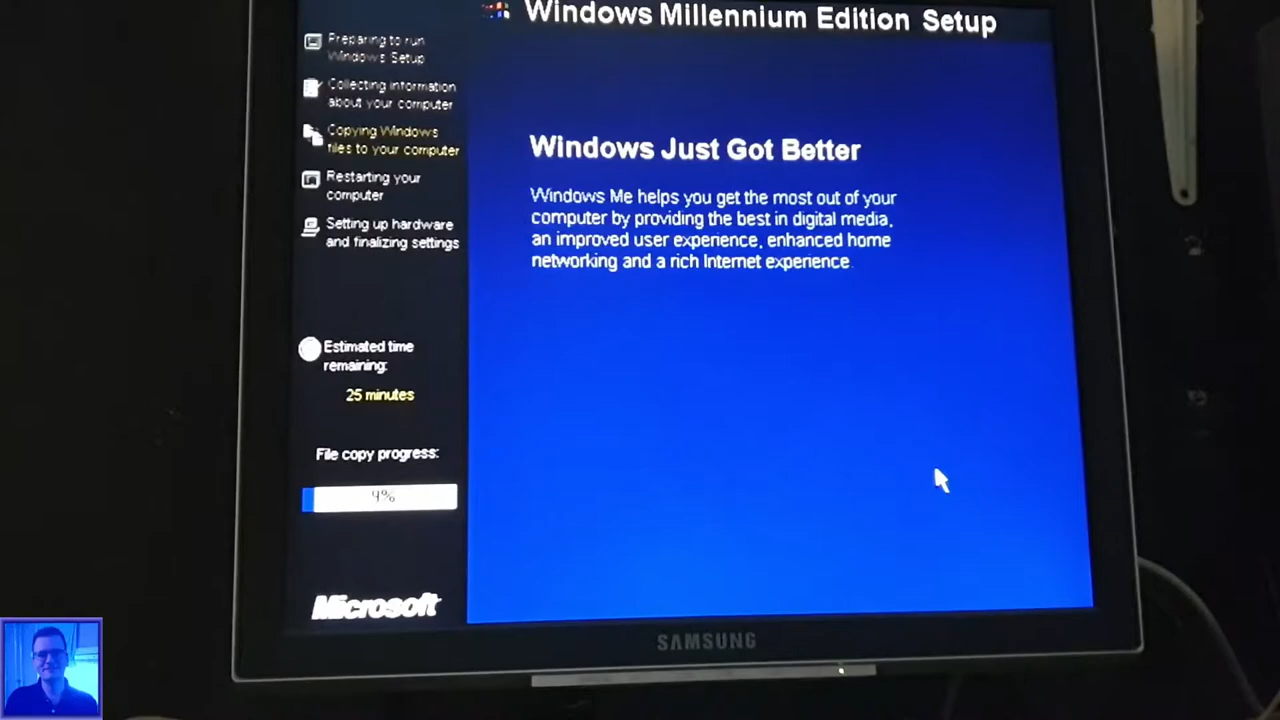 Windows Millennium Edition Setup
Preparing to run
Windows Setup
Collecting information
about your computer
Copying Windows
files to your computer
Restarting your
computer
Setting up hardware
and finalizing settings
Estimated time
remaining:
25 minutes
File copy progress:
4%
Microsoft
Windows Just Got Better
Windows Me helps you get the most out of your
computer by providing the best in digital media,
an improved user experience, enhanced home
networking and a rich Internet experience.
SAMSUNG